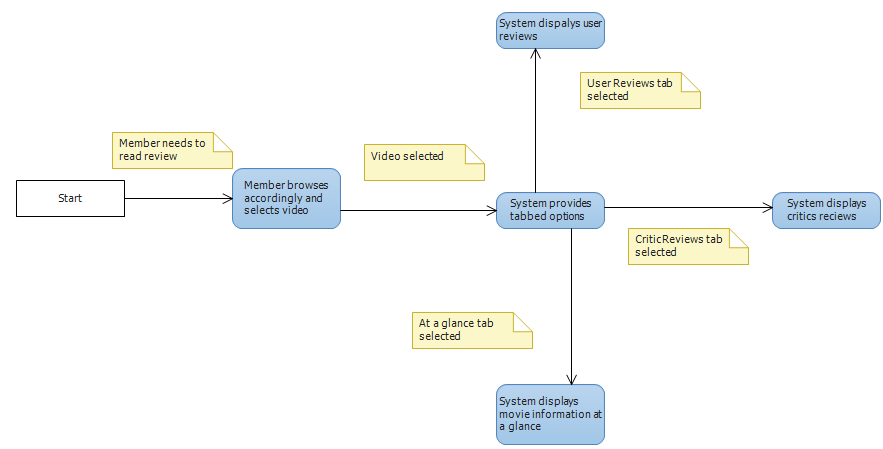 System dispalys user
reviews
User Reviews tab
selected
Member needs to
read review
Video selected
Start
Member browses
accordingly and
selects video
System provides
tabbed options
System displays
critics reciews
CriticReviews tab
selected
At a glance tab
selected
System displays
movie information at
a glance